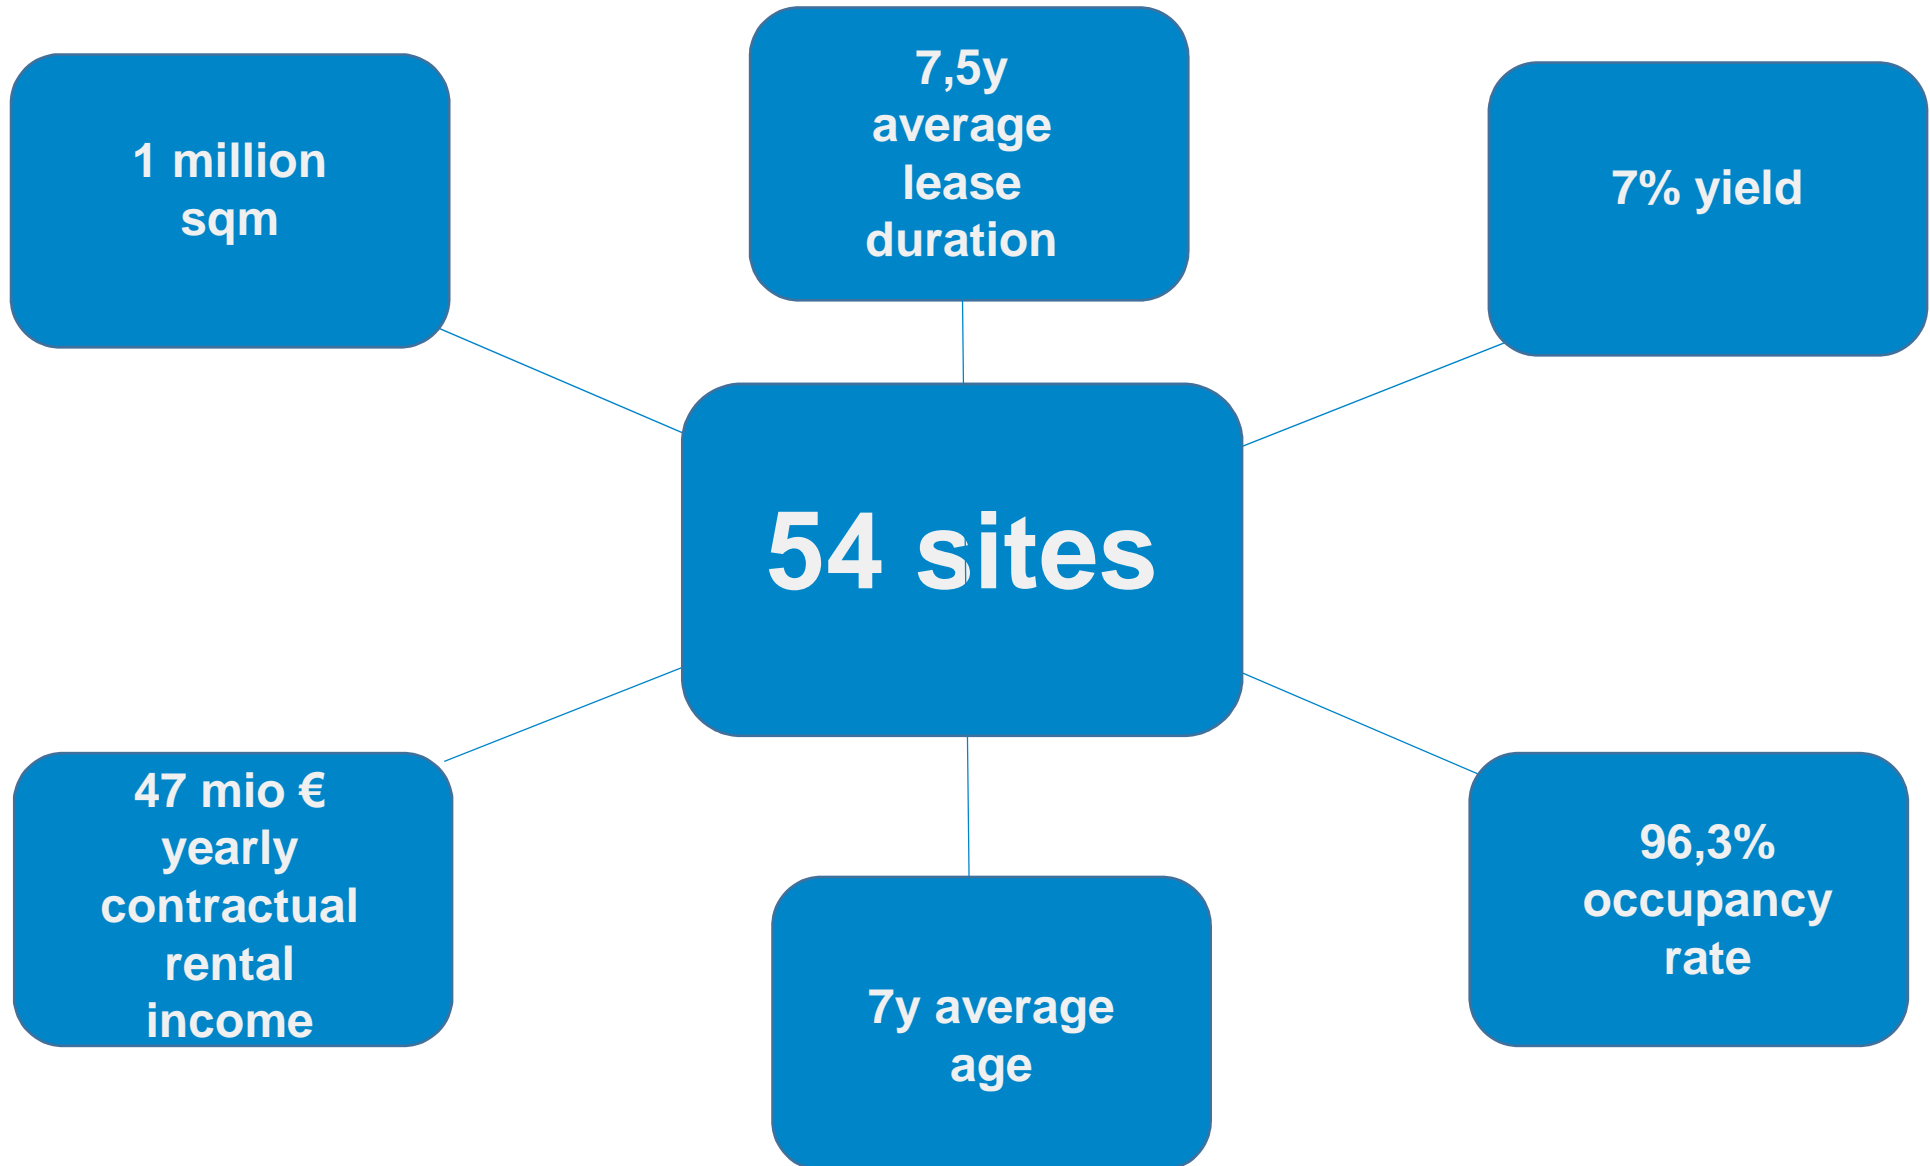 1 million
sqm
7,5y
average
lease
duration
7% yield
54 sites
47 mio €
yearly
contractual
rental
income
7y average
age
96,3%
occupancy
rate